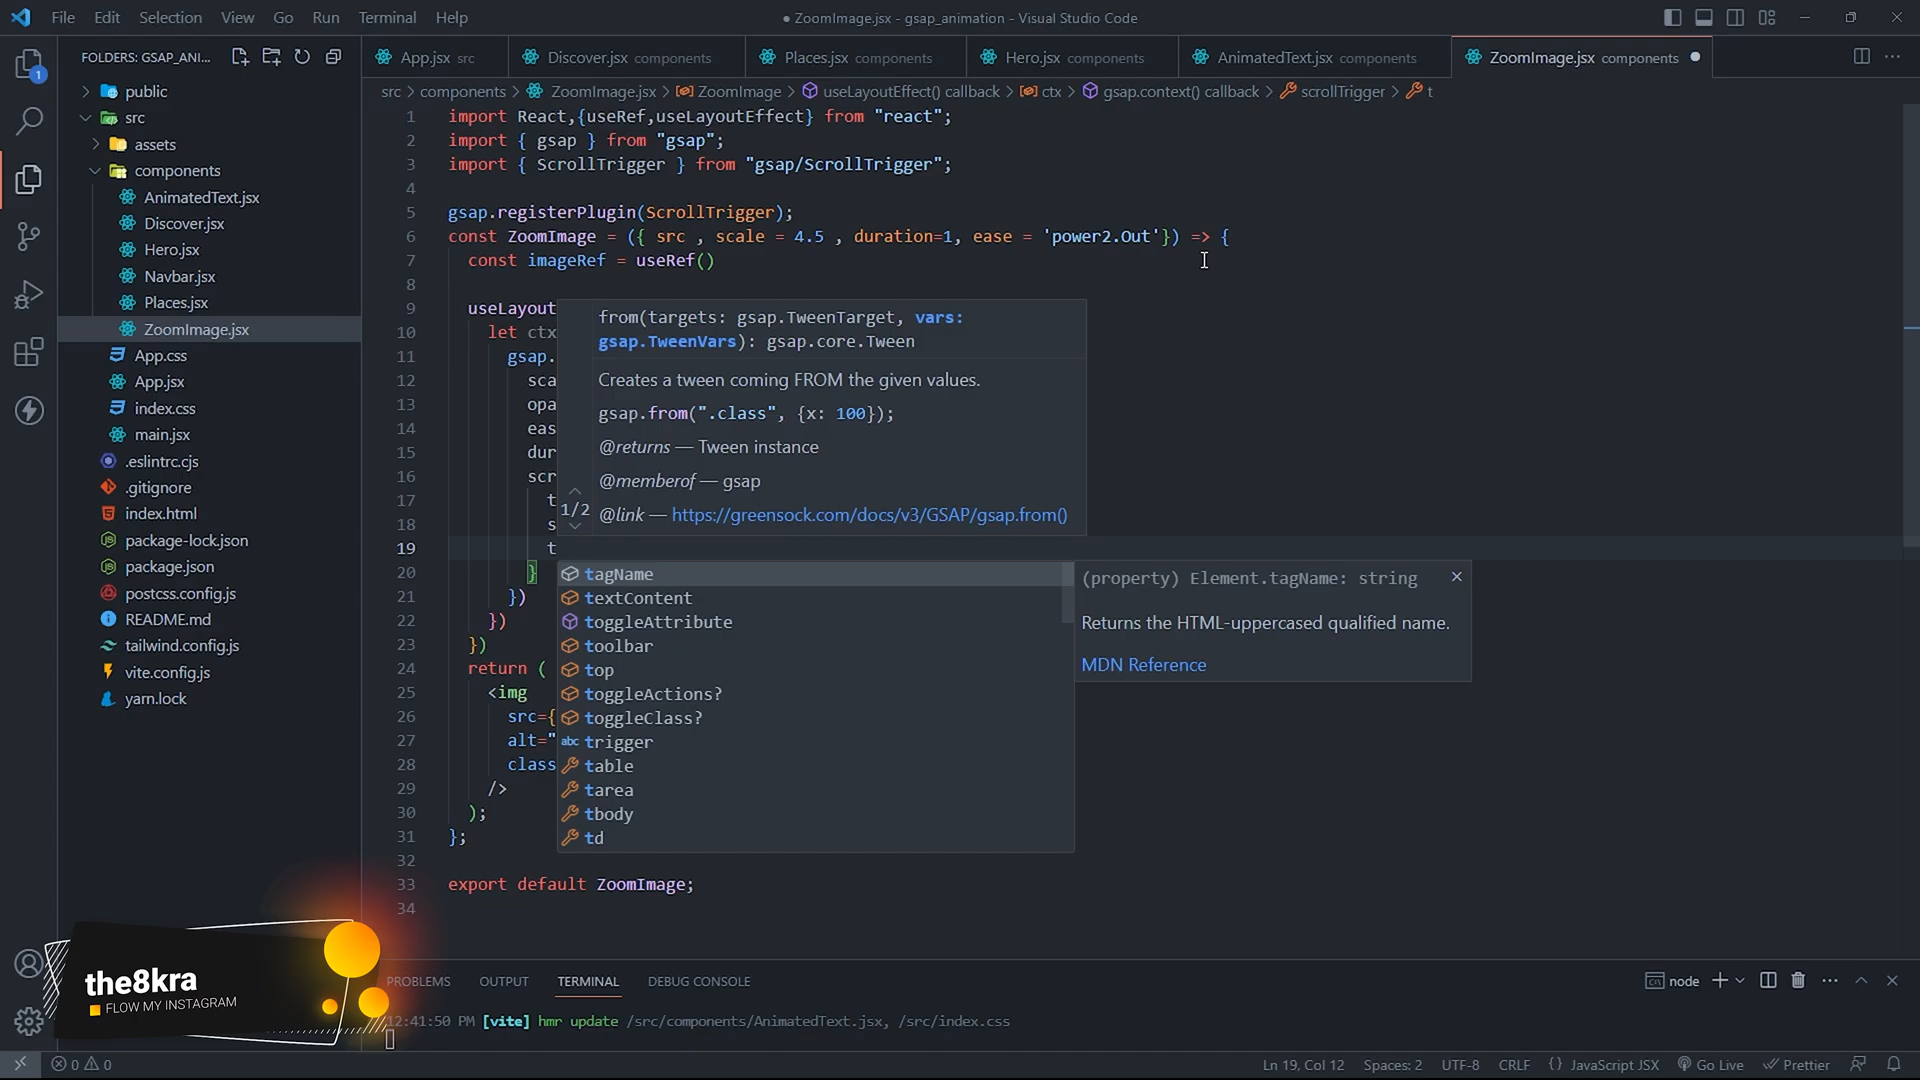 File Edit Selection View Go Run Terminal Help
● ZoomImage.jsx - gsap_animation - Visual Studio Code
FOLDERS: GSAP_ANI...
App.jsx src
Discover.jsx components
Places.jsx components
Hero.jsx components
AnimatedText.jsx components
ZoomImage.jsx components
src > components > ZoomImage.jsx > ZoomImage > useLayoutEffect() callback > ctx > gsap.context() callback > scrollTrigger > t
1
public
src
assets
components
AnimatedText.jsx
Discover.jsx
Hero.jsx
Navbar.jsx
Places.jsx
ZoomImage.jsx
App.css
App.jsx
index.css
main.jsx
.eslintrc.cjs
.gitignore
index.html
package-lock.json
package.json
postcss.config.js
README.md
tailwind.config.js
vite.config.js
yarn.lock
1 import React,{useRef,useLayoutEffect} from "react";
2 import { gsap } from "gsap";
3 import { ScrollTrigger } from "gsap/ScrollTrigger";
4
5 gsap.registerPlugin(ScrollTrigger);
6 const ZoomImage = ({ src , scale = 4.5 , duration=1, ease = 'power2.Out'}) => {
7 const imageRef = useRef()
8
9 useLayout
10 let ctx
11 gsap.
12 sca
13 opa
14 eas
15 dur
16 scr
17 t
18 s
19 t
20 }
21 })
22 })
23 })
24 return (
25 <img
26 src={
27 alt="
28 class
29 />
30 );
31 };
32
33 export default ZoomImage;
34
from(targets: gsap.TweenTarget, vars:
gsap.TweenVars): gsap.core.Tween
Creates a tween coming FROM the given values.
gsap.from(".class", {x: 100});
@returns — Tween instance
@memberof — gsap
1/2
@link — https://greensock.com/docs/v3/GSAP/gsap.from()
tagName
textContent
toggleAttribute
toolbar
top
toggleActions?
toggleClass?
abc trigger
table
tarea
tbody
td
(property) Element.tagName: string
Returns the HTML-uppercased qualified name.
MDN Reference
PROBLEMS OUTPUT TERMINAL DEBUG CONSOLE
node
12:41:50 PM [vite] hmr update /src/components/AnimatedText.jsx, /src/index.css
the8kra
FLOW MY INSTAGRAM
0 0
Ln 19, Col 12 Spaces: 2 UTF-8 CRLF {} JavaScript JSX Go Live Prettier